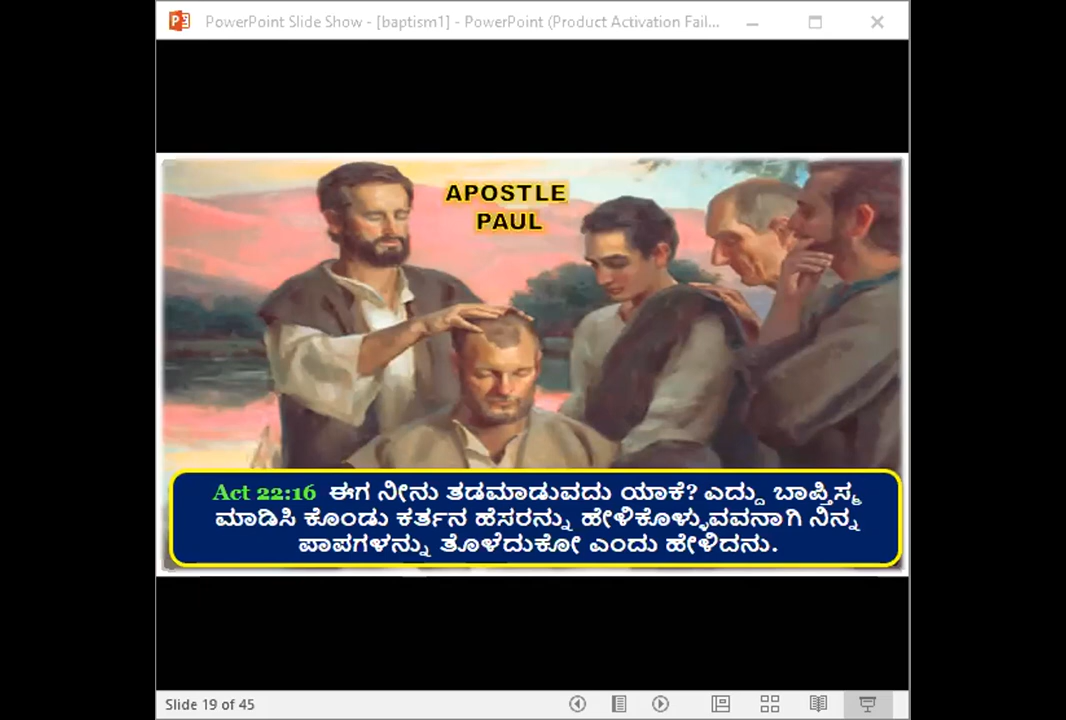 PowerPoint Slide Show - [baptism1] - PowerPoint (Product Activation Fail...
APOSTLE
PAUL
Act 22:16 ಈಗ ನೀನು ತಡಮಾಡುವದು ಯಾಕೆ? ಎದ್ದು ಬಾಪ್ತಿಸ್ಮ
ಮಾಡಿಸಿ ಕೊಂಡು ಕರ್ತನ ಹೆಸರನ್ನು ಹೇಳಿಕೊಳ್ಳುವವನಾಗಿ ನಿನ್ನ
ಪಾಪಗಳನ್ನು ತೊಳೆದುಕೋ ಎಂದು ಹೇಳಿದನು.
Slide 19 of 45